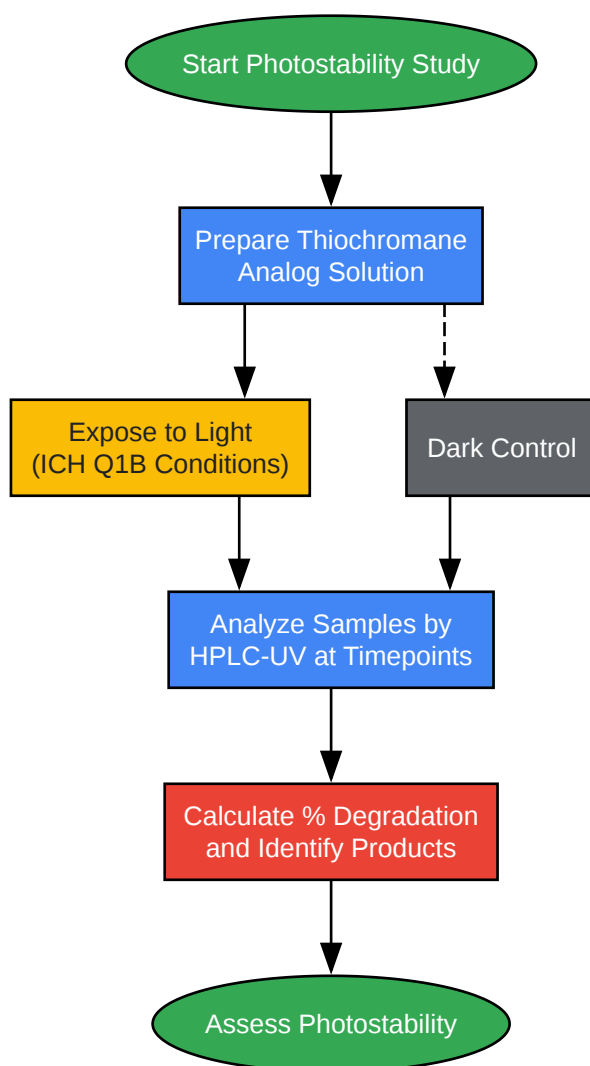 Start Photostability Study
Prepare Thiochromane
Analog Solution
Expose to Light
(ICH Q1B Conditions)
Dark Control
Analyze Samples by
HPLC-UV at Timepoints
Calculate % Degradation
and Identify Products
Assess Photostability